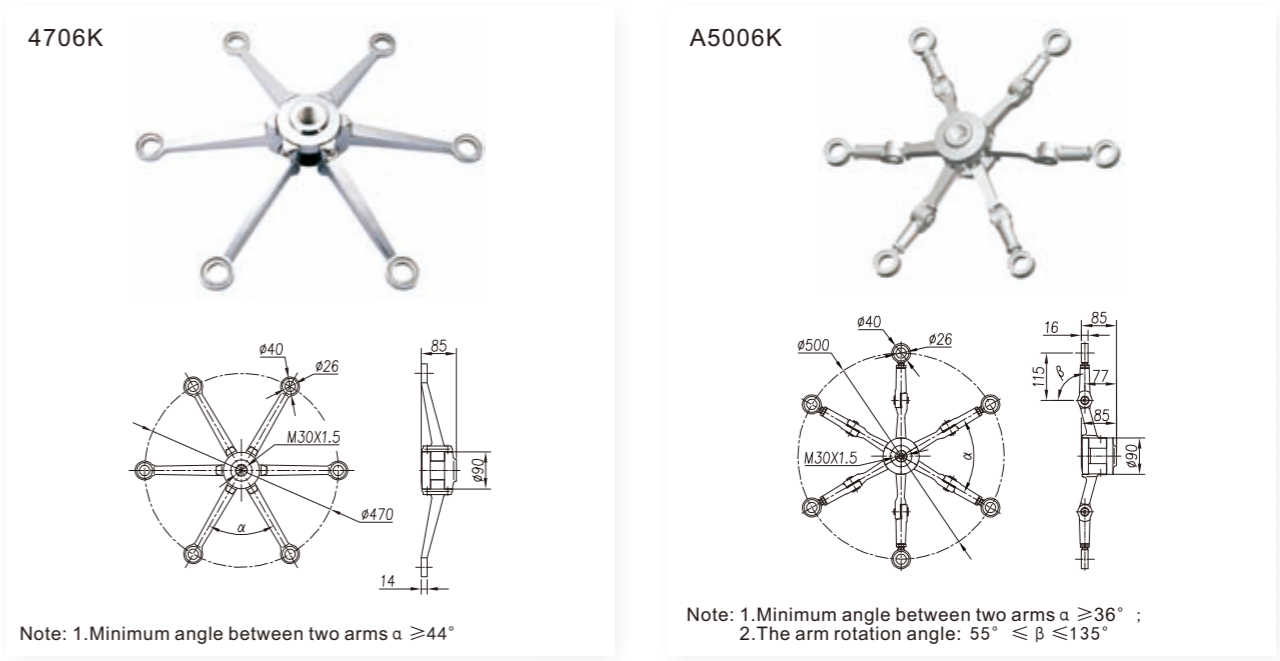 4706K
ø40
ø26
M30X1.5
α
ø470
85
ø90
14
Note: 1.Minimum angle between two arms α ≥44°
A5006K
ø500
ø40
ø26
M30X1.5
α
85
16
115
β
77
85
ø90
Note: 1.Minimum angle between two arms α ≥36° ;
2.The arm rotation angle: 55° ≤ β ≤135°